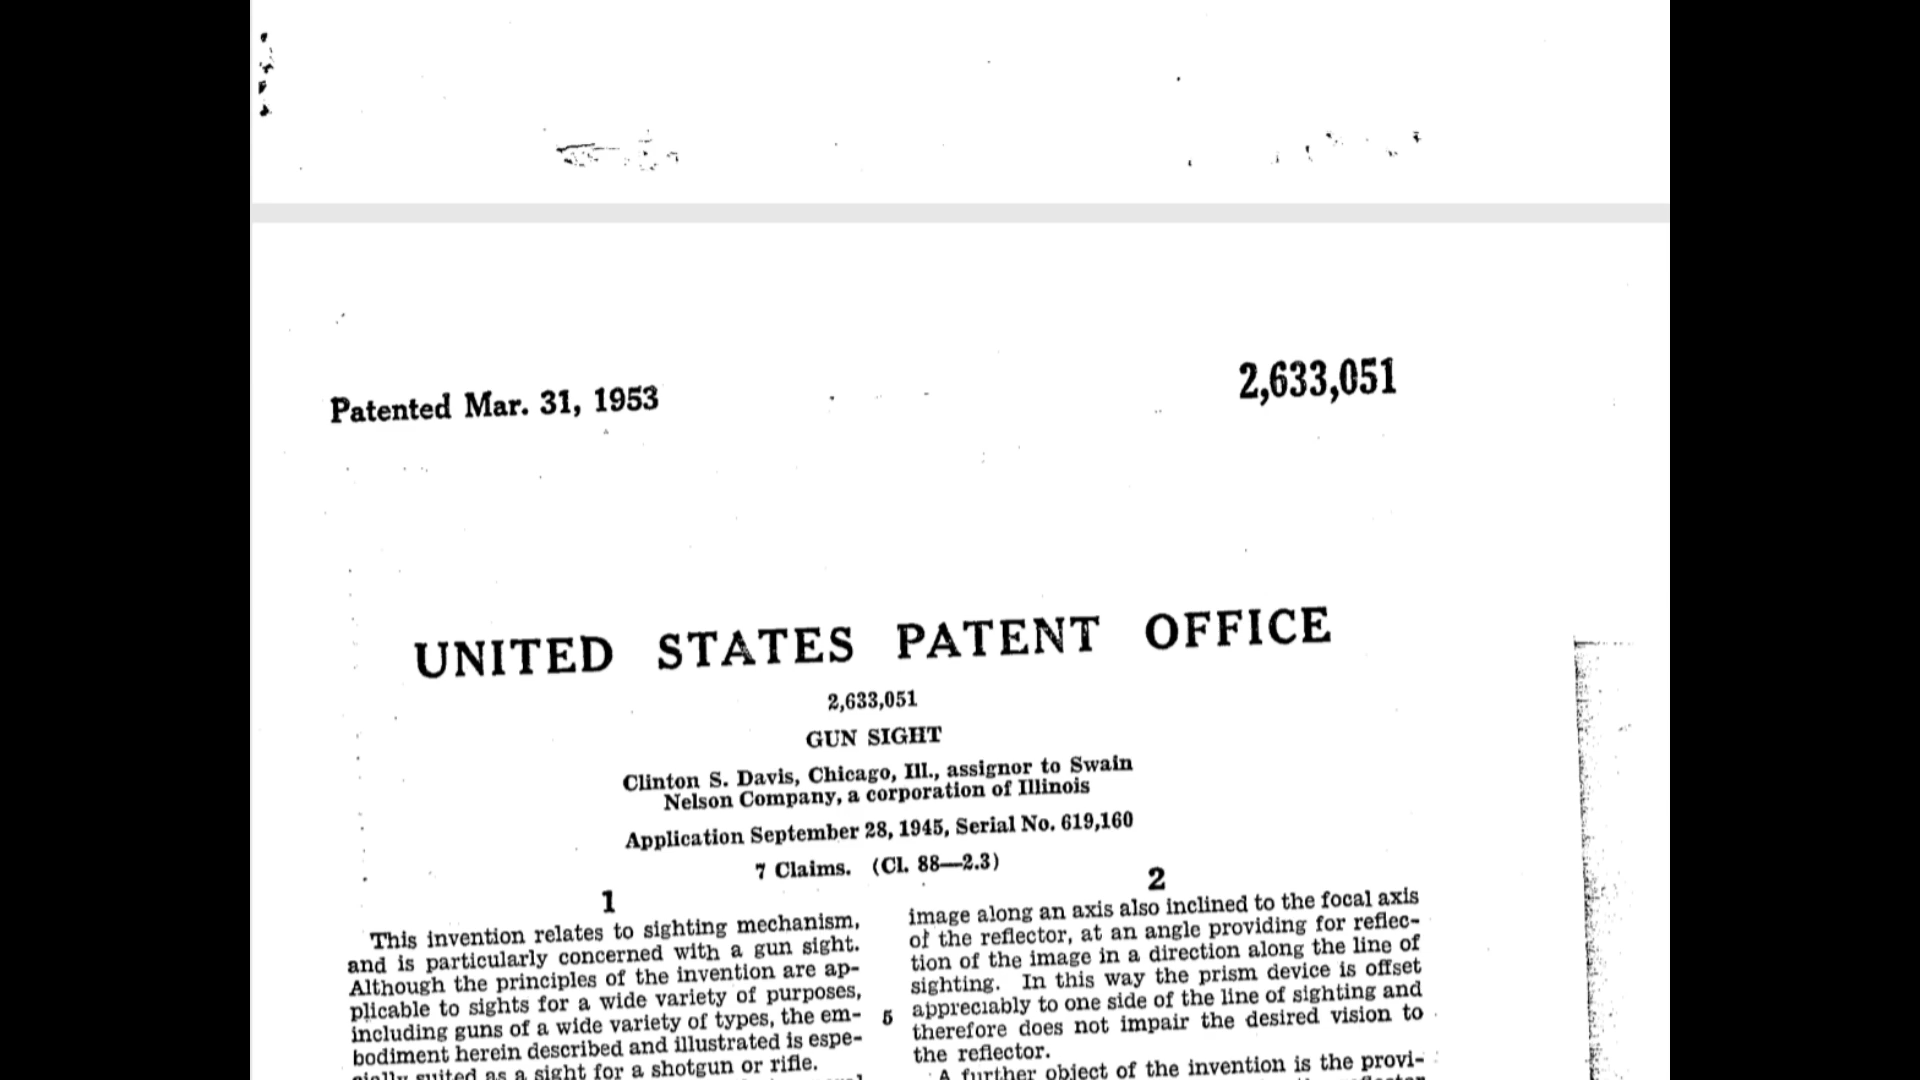 Patented Mar. 31, 1953
2,633,051
UNITED STATES PATENT OFFICE
2,633,051
GUN SIGHT
Clinton S. Davis, Chicago, Ill., assignor to Swain
Nelson Company, a corporation of Illinois
Application September 28, 1945, Serial No. 619,160
7 Claims. (Cl. 88—2.3)
1
This invention relates to sighting mechanism,
and is particularly concerned with a gun sight.
Although the principles of the invention are ap-
plicable to sights for a wide variety of purposes,
including guns of a wide variety of types, the em-
bodiment herein described and illustrated is espe-
cially suited as a sight for a shotgun or rifle.
5
2
image along an axis also inclined to the focal axis
of the reflector, at an angle providing for reflec-
tion of the image in a direction along the line of
sighting. In this way the prism device is offset
appreciably to one side of the line of sighting and
therefore does not impair the desired vision to
the reflector.
A further object of the invention is the provi-